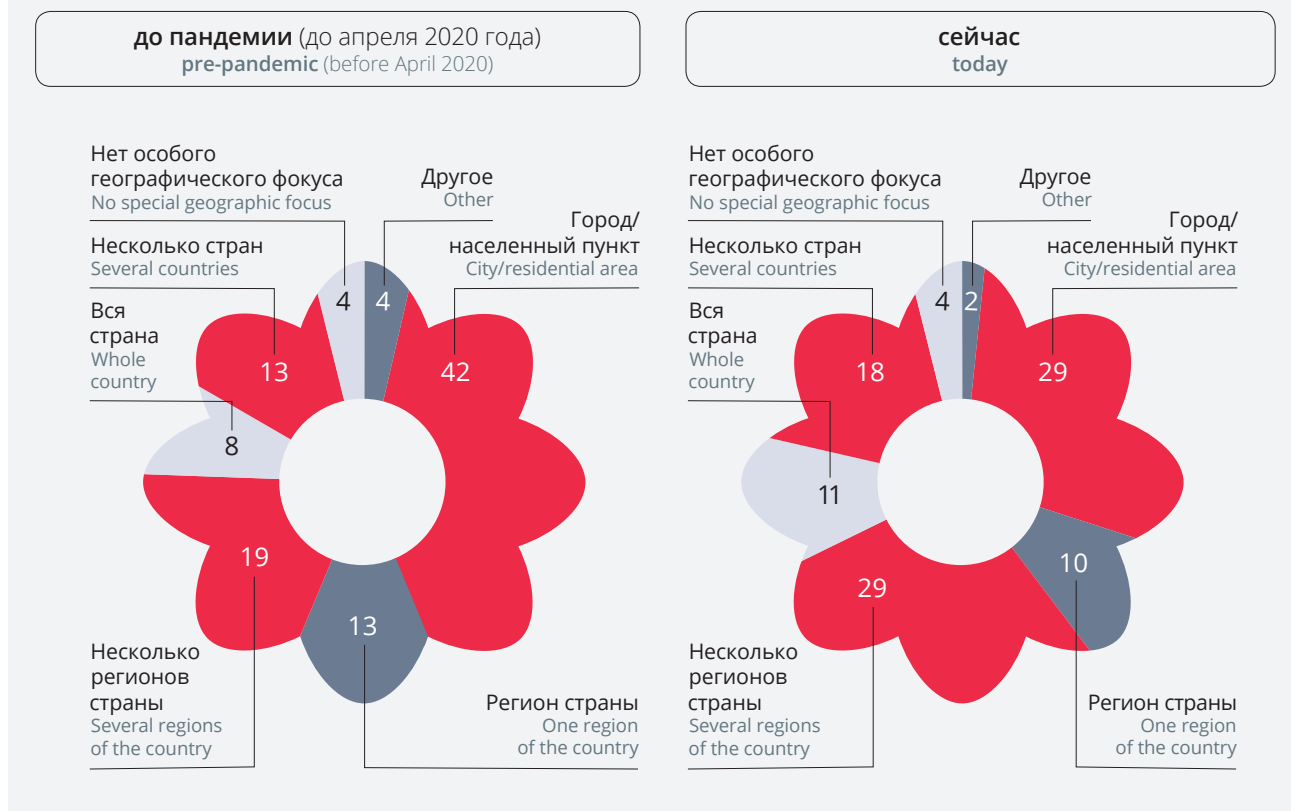 до пандемии (до апреля 2020 года)
pre-pandemic (before April 2020)
Нет особого
географического фокуса
No special geographic focus
Другое
Other
Город/
населенный пункт
City/residential area
Несколько стран
Several countries
Вся
страна
Whole
country
4
4
13
42
8
19
13
Несколько
регионов
страны
Several regions
of the country
Регион страны
One region
of the country
сейчас
today
Нет особого
географического фокуса
No special geographic focus
Другое
Other
Город/
населенный пункт
City/residential area
Несколько стран
Several countries
Вся
страна
Whole
country
4
2
18
29
11
10
29
Несколько
регионов
страны
Several regions
of the country
Регион страны
One region
of the country